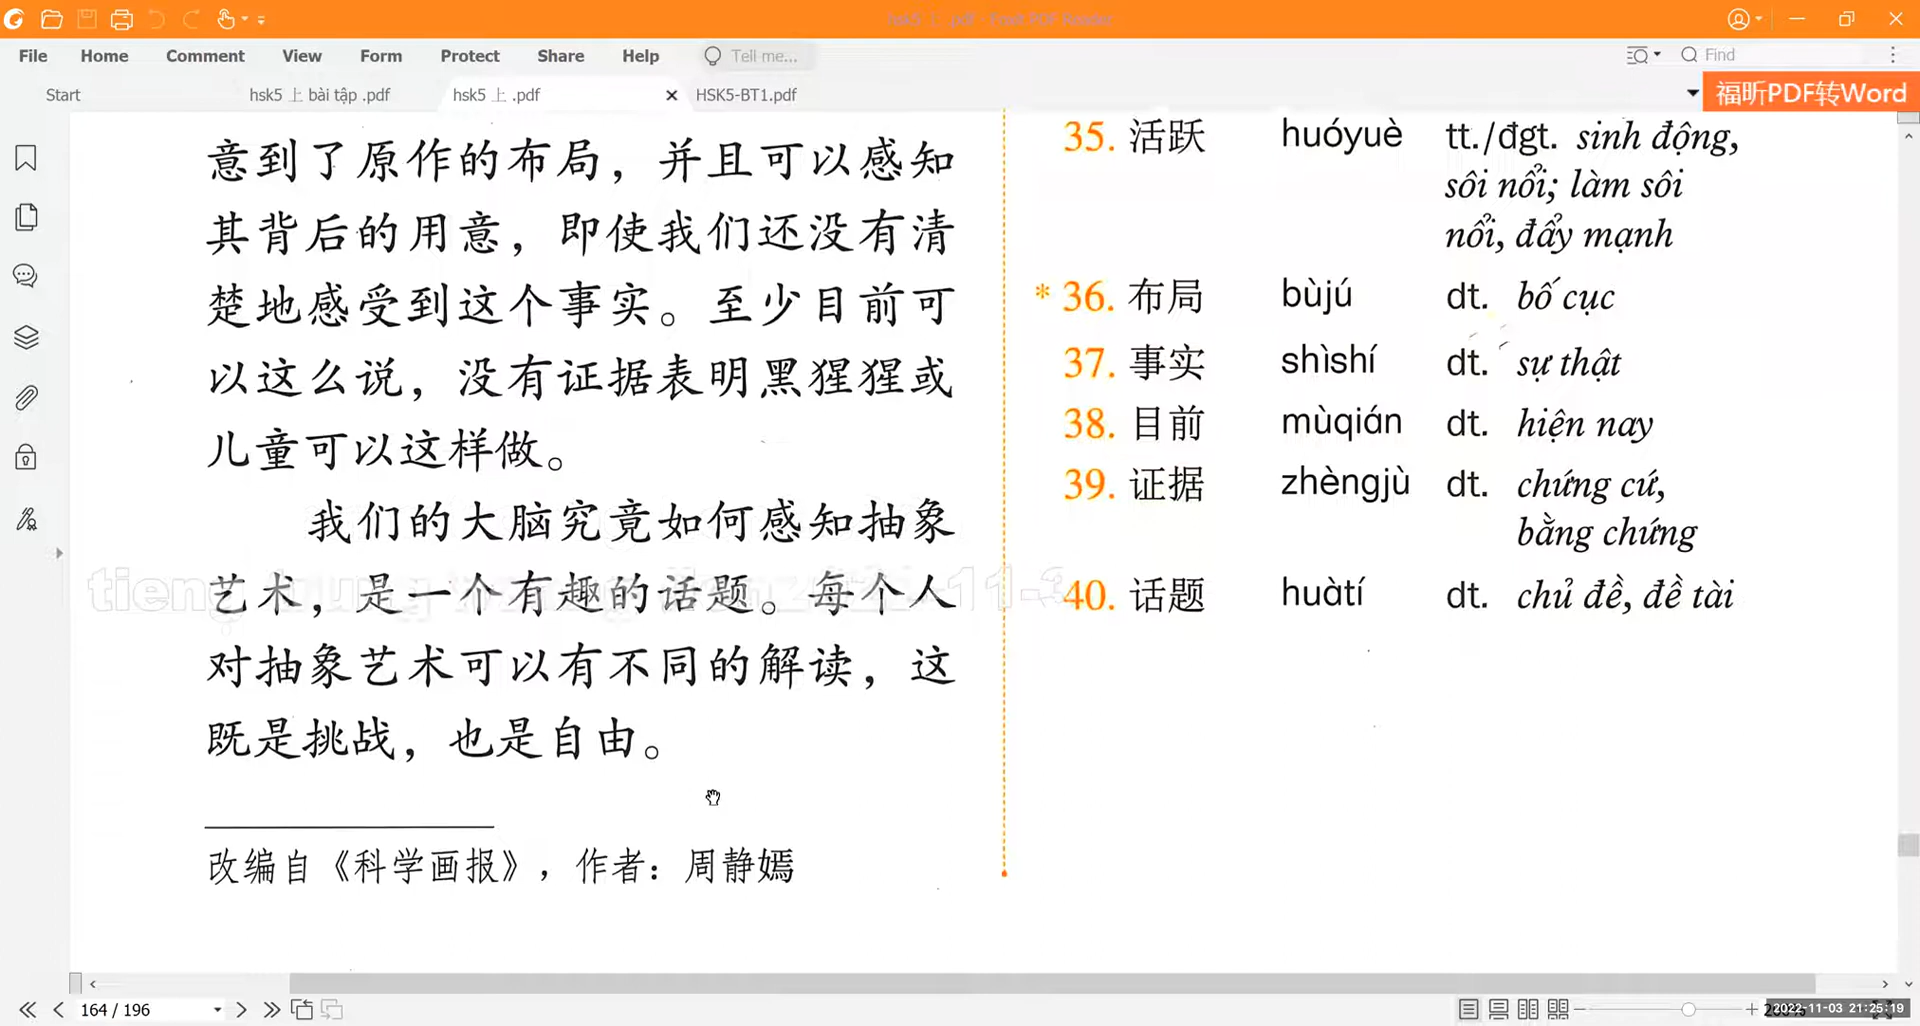 hsk5 上 .pdf - Foxit PDF Reader
File Home Comment View Form Protect Share Help Tell me... Find
Start hsk5 上 bài tập .pdf hsk5 上 .pdf HSK5-BT1.pdf 福昕PDF转Word
意到了原作的布局，并且可以感知
其背后的用意，即使我们还没有清
楚地感受到这个事实。至少目前可
以这么说，没有证据表明黑猩猩或
儿童可以这样做。
我们的大脑究竟如何感知抽象
艺术，是一个有趣的话题。每个人
对抽象艺术可以有不同的解读，这
既是挑战，也是自由。
改编自《科学画报》，作者：周静嫣
35. 活跃 huóyuè tt./đgt. sinh động,
sôi nổi; làm sôi
nổi, đẩy mạnh
* 36. 布局 bùjú dt. bố cục
37. 事实 shìshí dt. sự thật
38. 目前 mùqián dt. hiện nay
39. 证据 zhèngjù dt. chứng cứ,
bằng chứng
40. 话题 huàtí dt. chủ đề, đề tài
164 / 196
2022-11-03 21:25:19